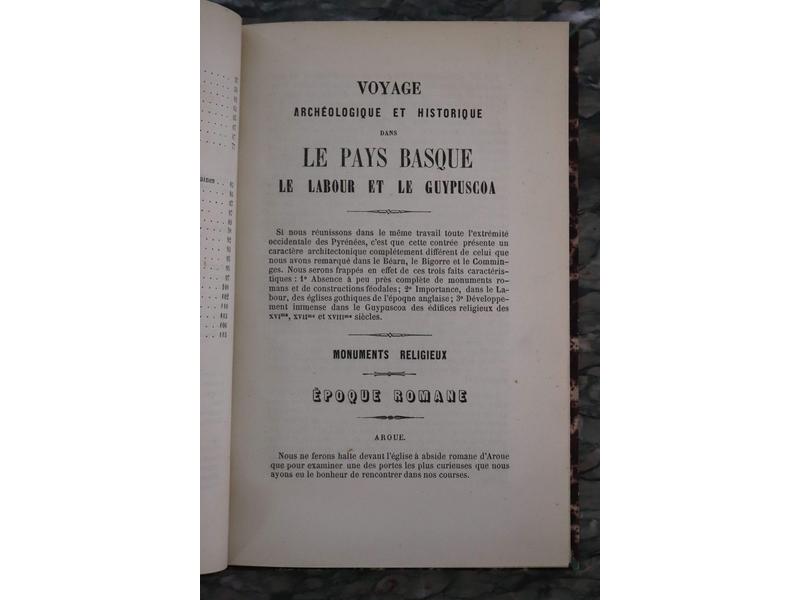 VOYAGE
ARCHÉOLOGIQUE ET HISTORIQUE
DANS
LE PAYS BASQUE
LE LABOUR ET LE GUYPUSCOA
Si nous réunissons dans le même travail toute l'extrémité
occidentale des Pyrénées, c'est que cette contrée présente un
caractère architectonique complétement différent de celui que
nous avons remarqué dans le Béarn, le Bigorre et le Commin-
ges. Nous serons frappés en effet de ces trois faits caractéris-
tiques : 1º Absence à peu près complète de monuments ro-
mans et de constructions féodales; 2º Importance, dans le La-
bour, des églises gothiques de l'époque anglaise; 3º Développe-
ment immense dans le Guypuscoa des édifices religieux des
XVIme, XVIIme et XVIIIme siècles.
MONUMENTS RELIGIEUX
ÉPOQUE ROMANE
AROUE.
Nous ne ferons halte devant l'église à abside romane d'Aroue
que pour examiner une des portes les plus curieuses que nous
ayons eu le bonheur de rencontrer dans nos courses.